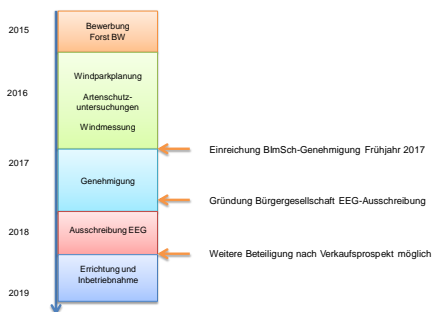 2015
Bewerbung
Forst BW
Windparkplanung
2016
Artenschutz-
untersuchungen
Windmessung
Einreichung BImSch-Genehmigung Frühjahr 2017
2017
Genehmigung
Gründung Bürgergesellschaft EEG-Ausschreibung
2018
Ausschreibung EEG
Weitere Beteiligung nach Verkaufsprospekt möglich
Errichtung und
Inbetriebnahme
2019